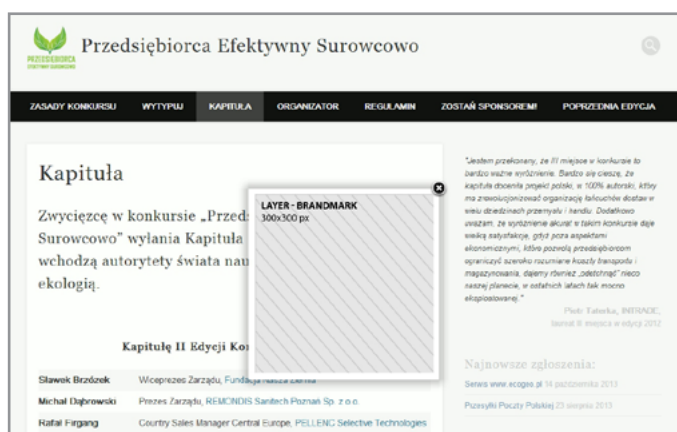 PRZEDSIĘBIORCA
EFEKTYWNY SUROWCOWO
Przedsiębiorca Efektywny Surowcowo
ZASADY KONKURSU WYTYPUJ KAPITUŁA ORGANIZATOR REGULAMIN ZOSTAŃ SPONSOREM! POPRZEDNIA EDYCJA
Kapituła
Zwycięzcę w konkursie „Przed
Surowcowo” wyłania Kapituła
wchodzą autorytety świata nau
ekologią.
LAYER - BRANDMARK
300x300 px
Kapitułę II Edycji Ko
Sławek Brzózek Wiceprezes Zarządu, Fundacja Nasza Ziemia
Michał Dąbrowski Prezes Zarządu, REMONDIS Sanitech Poznań Sp. z o.o.
Rafał Firgang Country Sales Manager Central Europe, PELLENC Selective Technologies
"Jestem przekonany, że III miejsce w konkursie to
bardzo ważne wyróżnienie. Bardzo się cieszę, że
kapituła doceniła projekt polski, w 100% autorski, który
ma zrewolucjonizować organizację łańcuchów dostaw w
wielu dziedzinach przemysłu i handlu. Dodatkowo
uważam, że wyróżnienie akurat w takim konkursie daje
wielką satysfakcję, gdyż poza aspektami
ekonomicznymi, które pozwolą przedsiębiorcom
ograniczyć szeroko rozumiane koszty transportu i
magazynowania, dajemy również „odetchnąć” nieco
naszej planecie, w ostatnich latach tak mocno
eksploatowanej."
Piotr INTRADE,
laureat III miejsca w edycji 2012
Najnowsze zgłoszenia:
Serwis www.ecogeo.pl 14 października 2013
Przesyłki Poczty Polskiej 23 sierpnia 2013